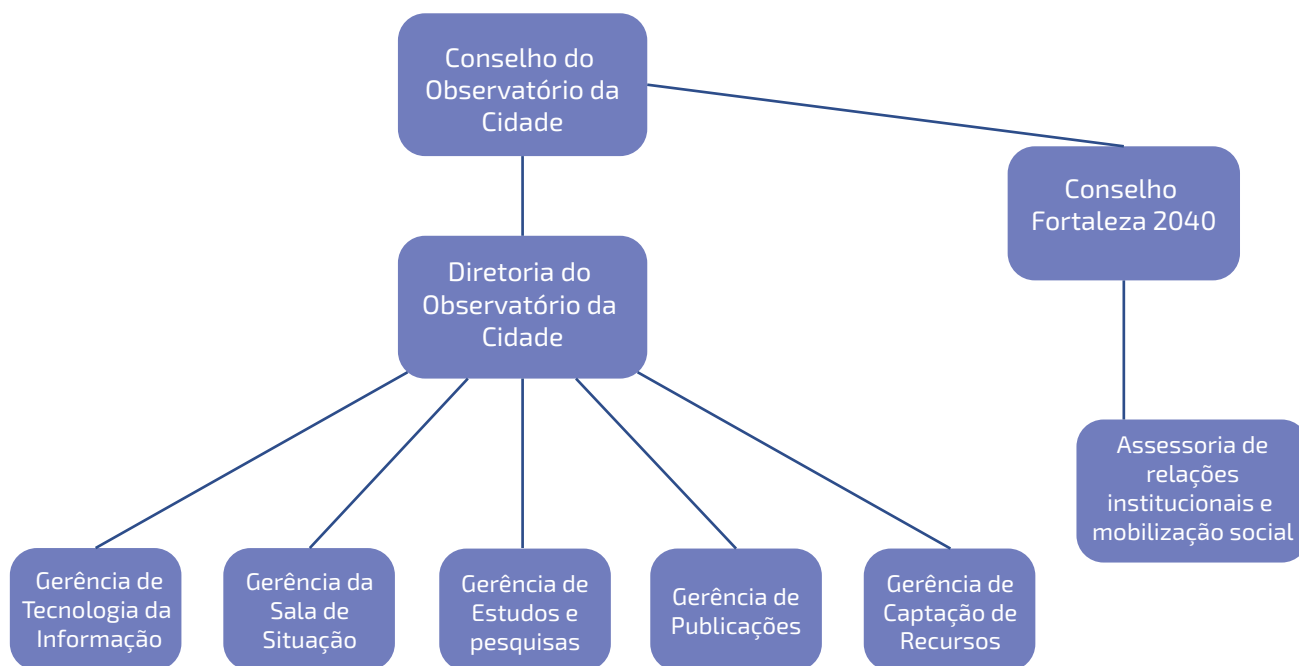 Conselho do
Observatório da
Cidade
Conselho
Fortaleza 2040
Diretoria do
Observatório da
Cidade
Assessoria de
relações
institucionais e
mobilização social
Gerência de
Tecnologia da
Informação
Gerência da
Sala de
Situação
Gerência de
Estudos e
pesquisas
Gerência de
Publicações
Gerência de
Captação de
Recursos